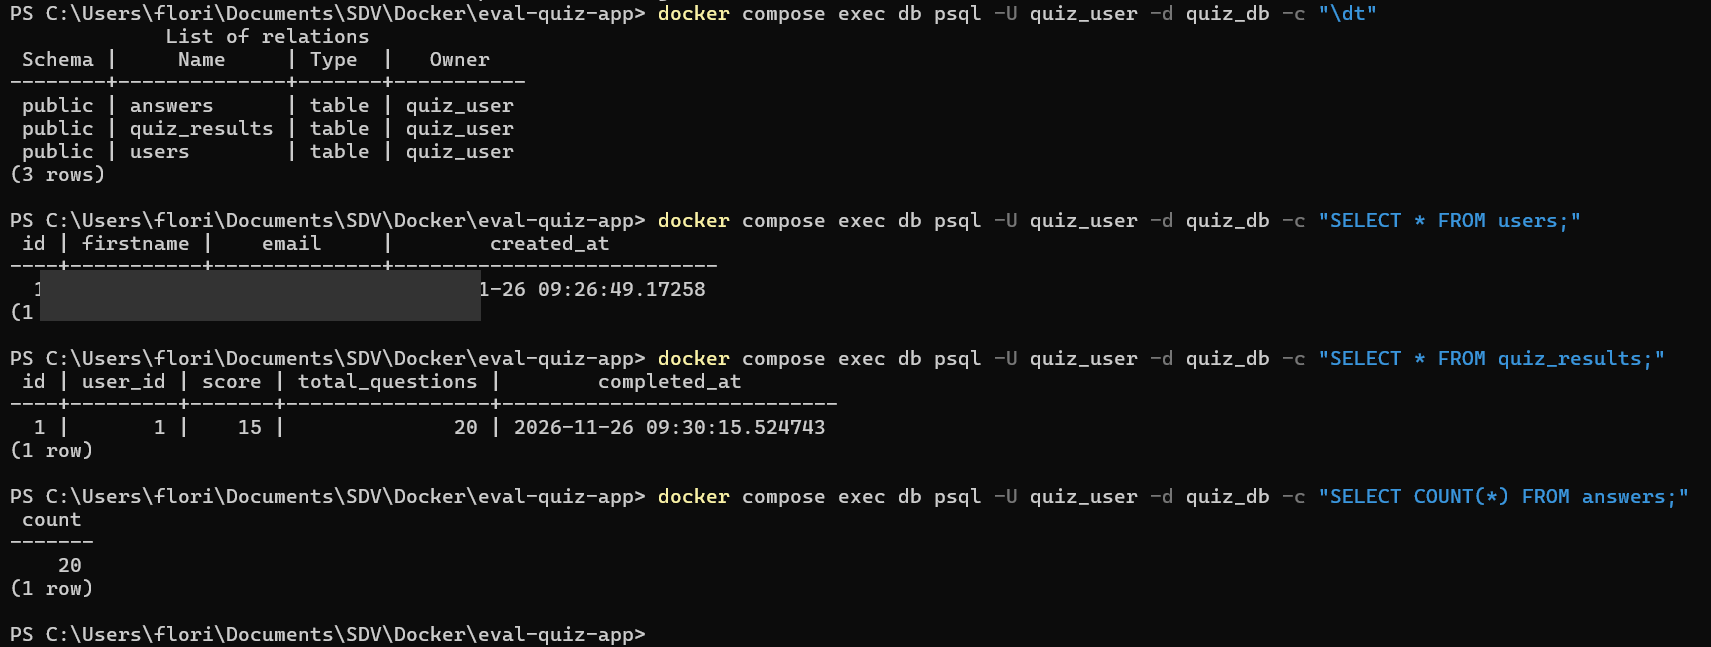 PS C:\Users\flori\Documents\SDV\Docker\eval-quiz-app> docker compose exec db psql -U quiz_user -d quiz_db -c "\dt"
             List of relations
 Schema |     Name     | Type  |   Owner
--------+--------------+-------+-----------
 public | answers      | table | quiz_user
 public | quiz_results | table | quiz_user
 public | users        | table | quiz_user
(3 rows)
PS C:\Users\flori\Documents\SDV\Docker\eval-quiz-app> docker compose exec db psql -U quiz_user -d quiz_db -c "SELECT * FROM users;"
 id | firstname |    email     |        created_at
----+-----------+--------------+---------------------------
  1 1-26 09:26:49.17258
(1
PS C:\Users\flori\Documents\SDV\Docker\eval-quiz-app> docker compose exec db psql -U quiz_user -d quiz_db -c "SELECT * FROM quiz_results;"
 id | user_id | score | total_questions |        completed_at
----+---------+-------+-----------------+----------------------------
  1 |       1 |    15 |              20 | 2026-11-26 09:30:15.524743
(1 row)
PS C:\Users\flori\Documents\SDV\Docker\eval-quiz-app> docker compose exec db psql -U quiz_user -d quiz_db -c "SELECT COUNT(*) FROM answers;"
 count
-------
    20
(1 row)
PS C:\Users\flori\Documents\SDV\Docker\eval-quiz-app>